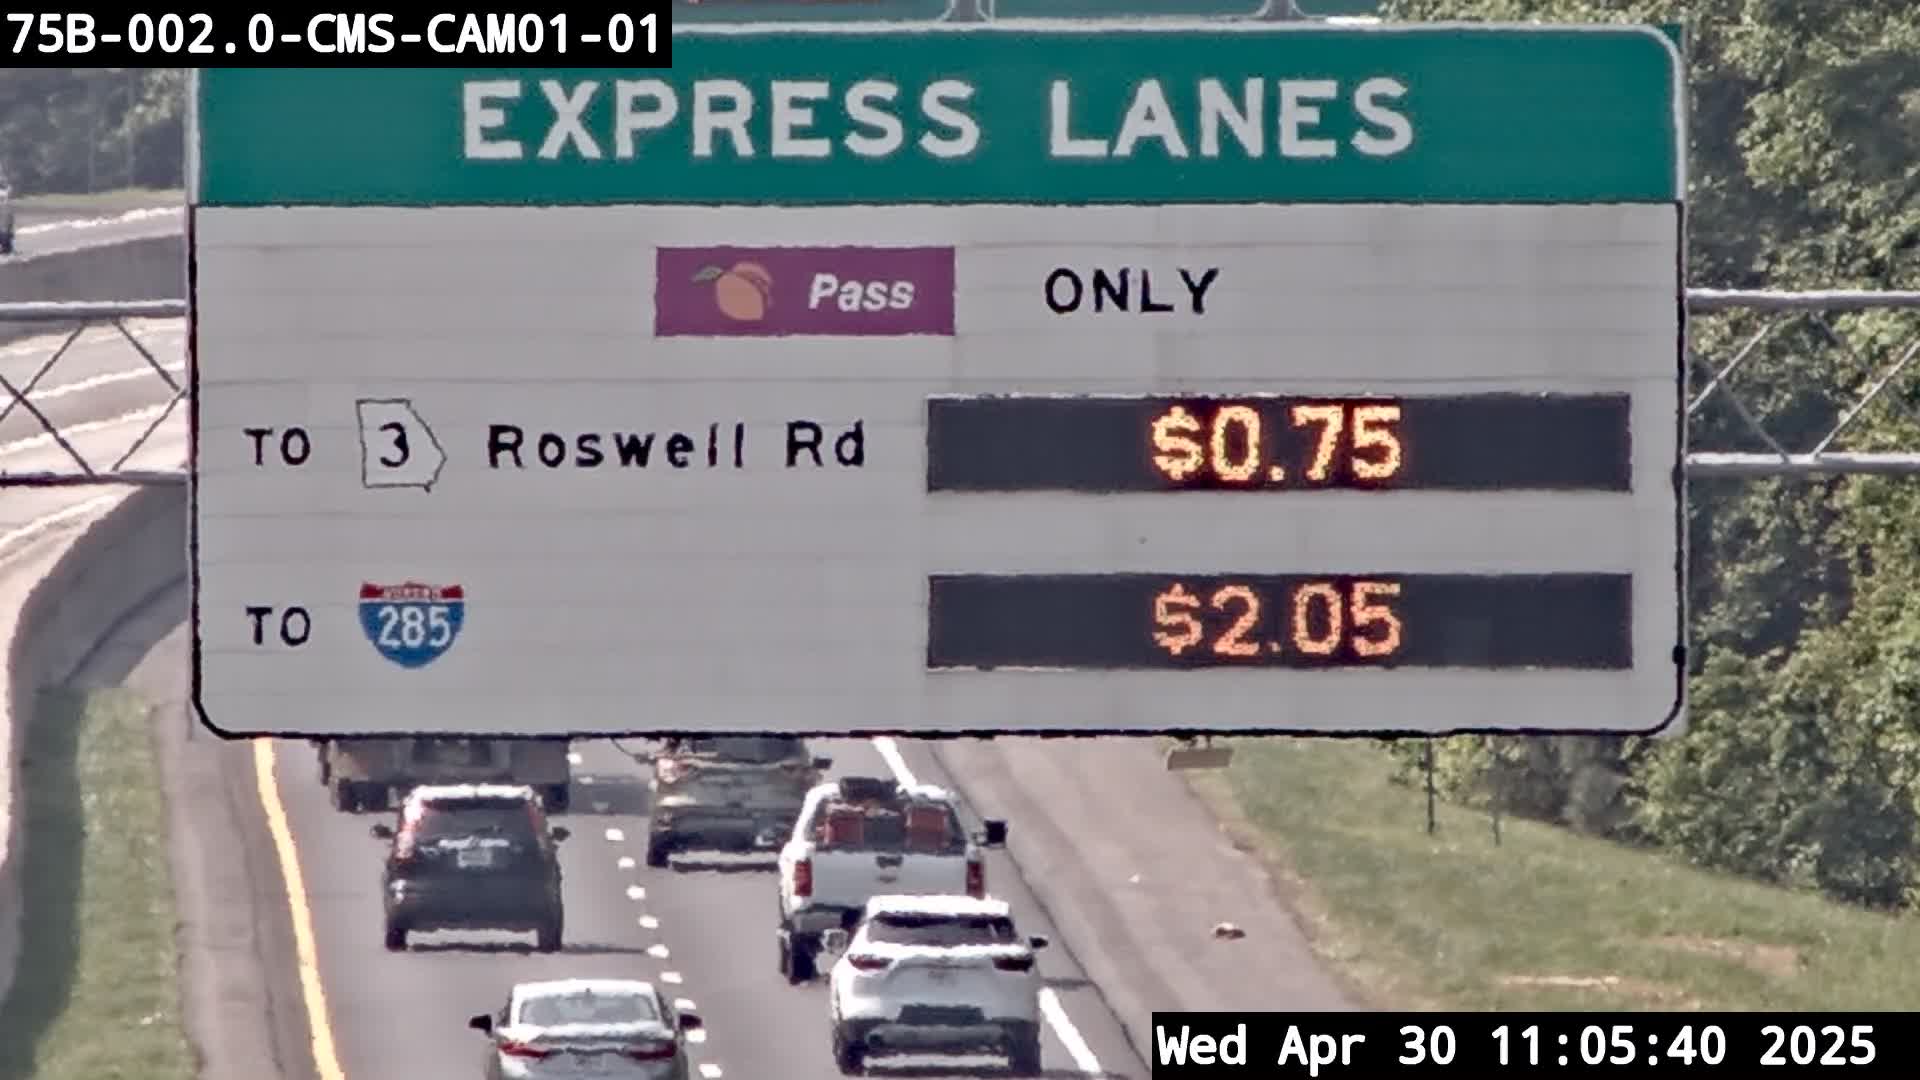 75B-002.0-CMS-CAM01-01
EXPRESS LANES
Pass ONLY
TO 3 Roswell Rd $0.75
TO 285 $2.05
Wed Apr 30 11:05:40 2025